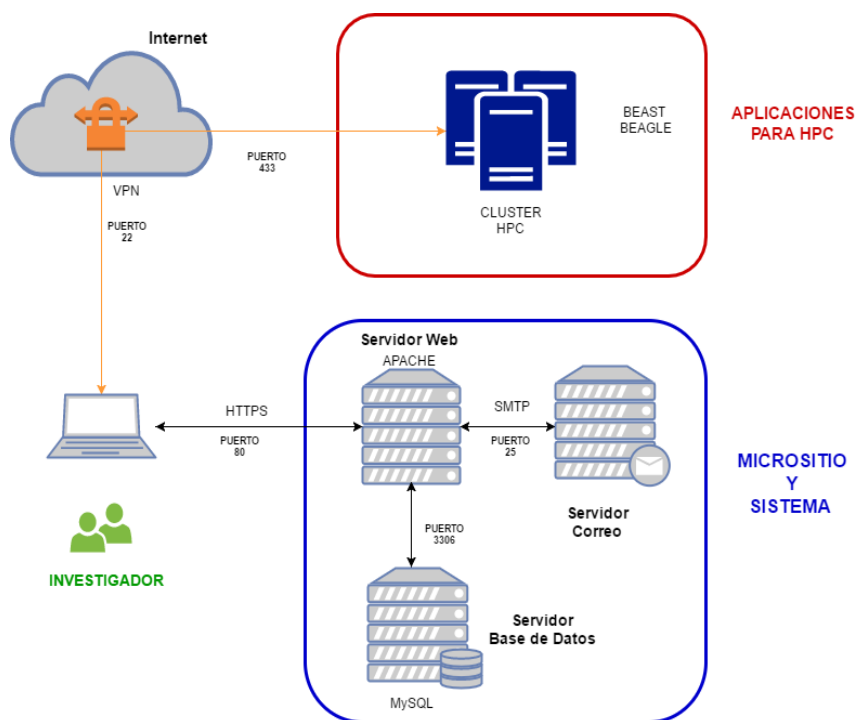 Internet
VPN
PUERTO
433
PUERTO
22
CLUSTER
HPC
BEAST
BEAGLE
APLICACIONES
PARA HPC
Servidor Web
APACHE
HTTPS
PUERTO
80
SMTP
PUERTO
25
Servidor
Correo
MICROSITIO
Y
SISTEMA
INVESTIGADOR
PUERTO
3306
Servidor
Base de Datos
MySQL